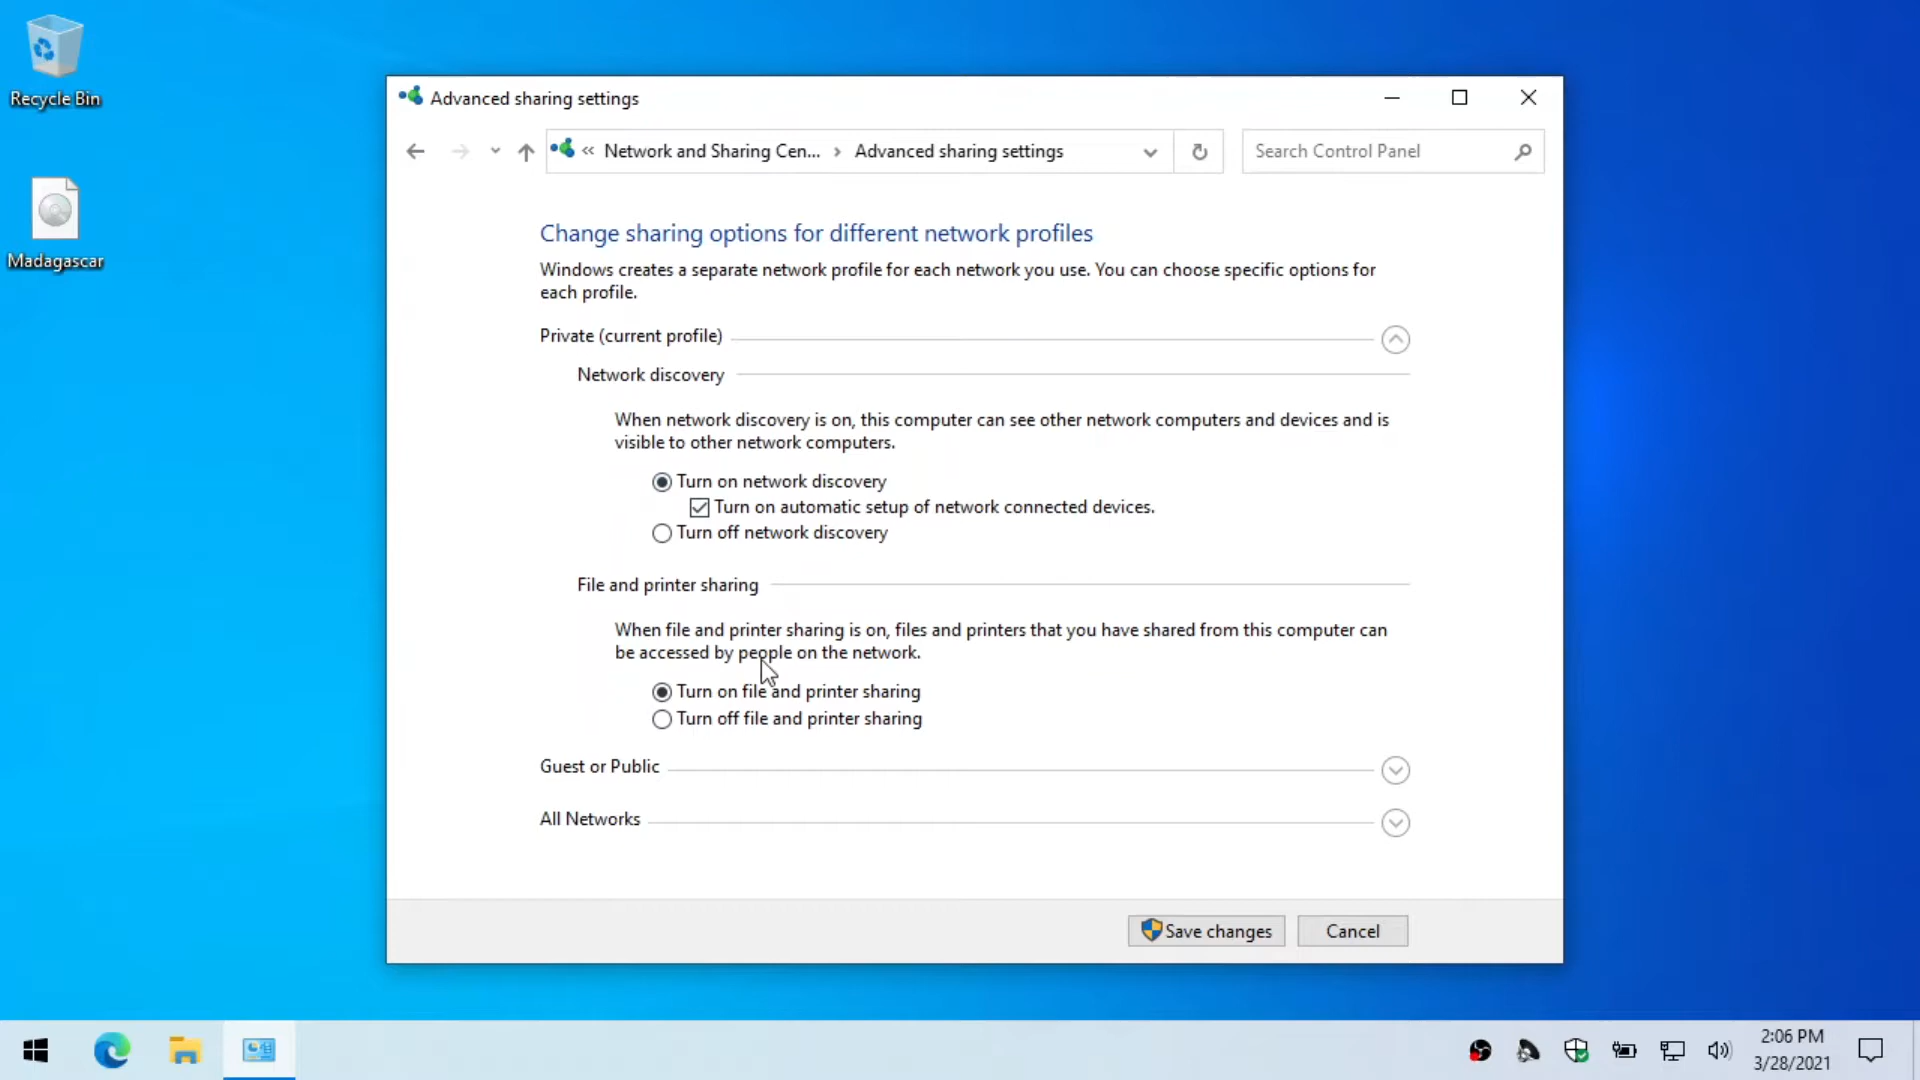 Recycle Bin
Madagascar
Advanced sharing settings
« Network and Sharing Cen... › Advanced sharing settings
Search Control Panel
Change sharing options for different network profiles
Windows creates a separate network profile for each network you use. You can choose specific options for
each profile.
Private (current profile)
Network discovery
When network discovery is on, this computer can see other network computers and devices and is
visible to other network computers.
Turn on network discovery
Turn on automatic setup of network connected devices.
Turn off network discovery
File and printer sharing
When file and printer sharing is on, files and printers that you have shared from this computer can
be accessed by people on the network.
Turn on file and printer sharing
Turn off file and printer sharing
Guest or Public
All Networks
Save changes
Cancel
2:06 PM
3/28/2021